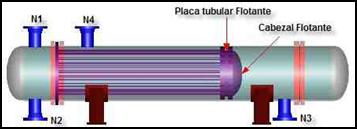 Placa tubular Flotante
N1 N4
Cabezal Flotante
N2
N3